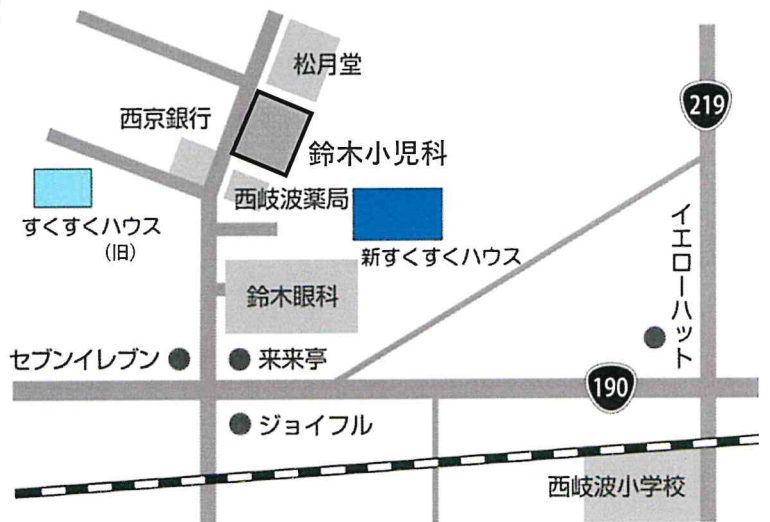 松月堂
219
西京銀行
鈴木小児科
西岐波薬局
すくすくハウス
(旧)
新すくすくハウス
イエローハット
鈴木眼科
セブンイレブン
来来亭
190
ジョイフル
西岐波小学校